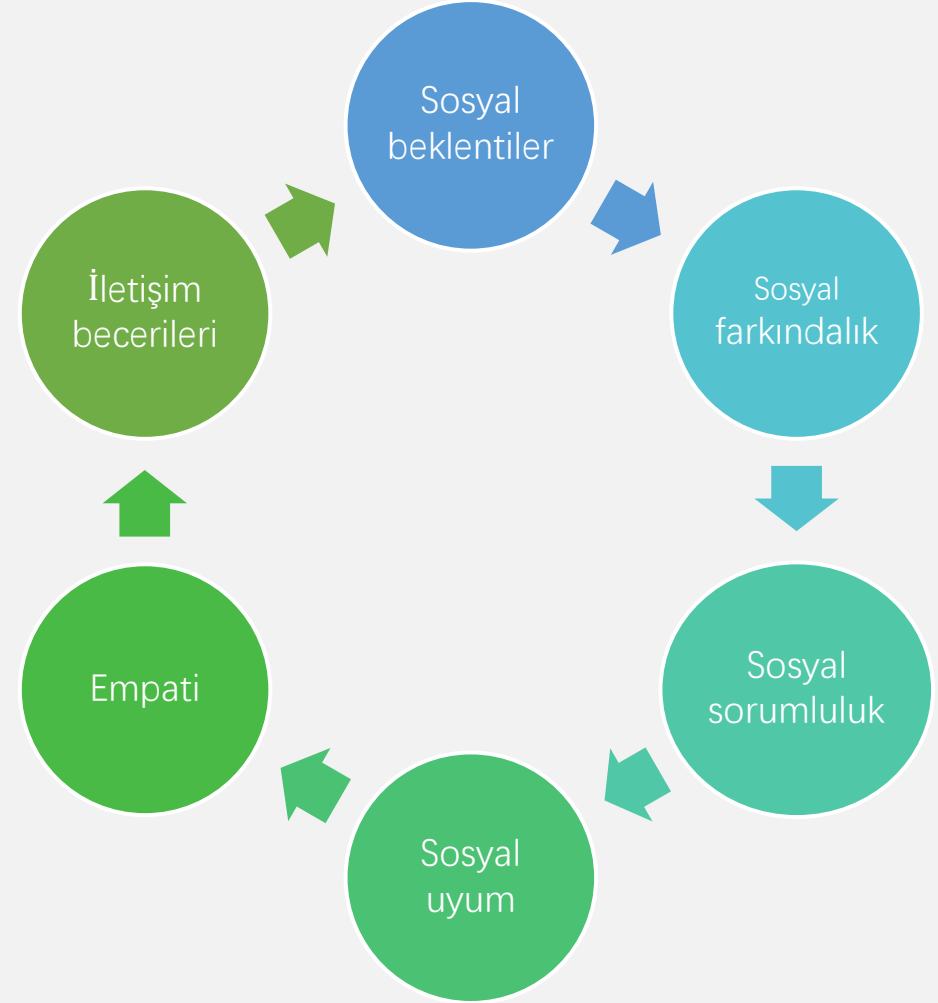 Sosyal
beklentiler
Sosyal
farkındalık
Sosyal
sorumluluk
Sosyal
uyum
Empati
İletişim
becerileri